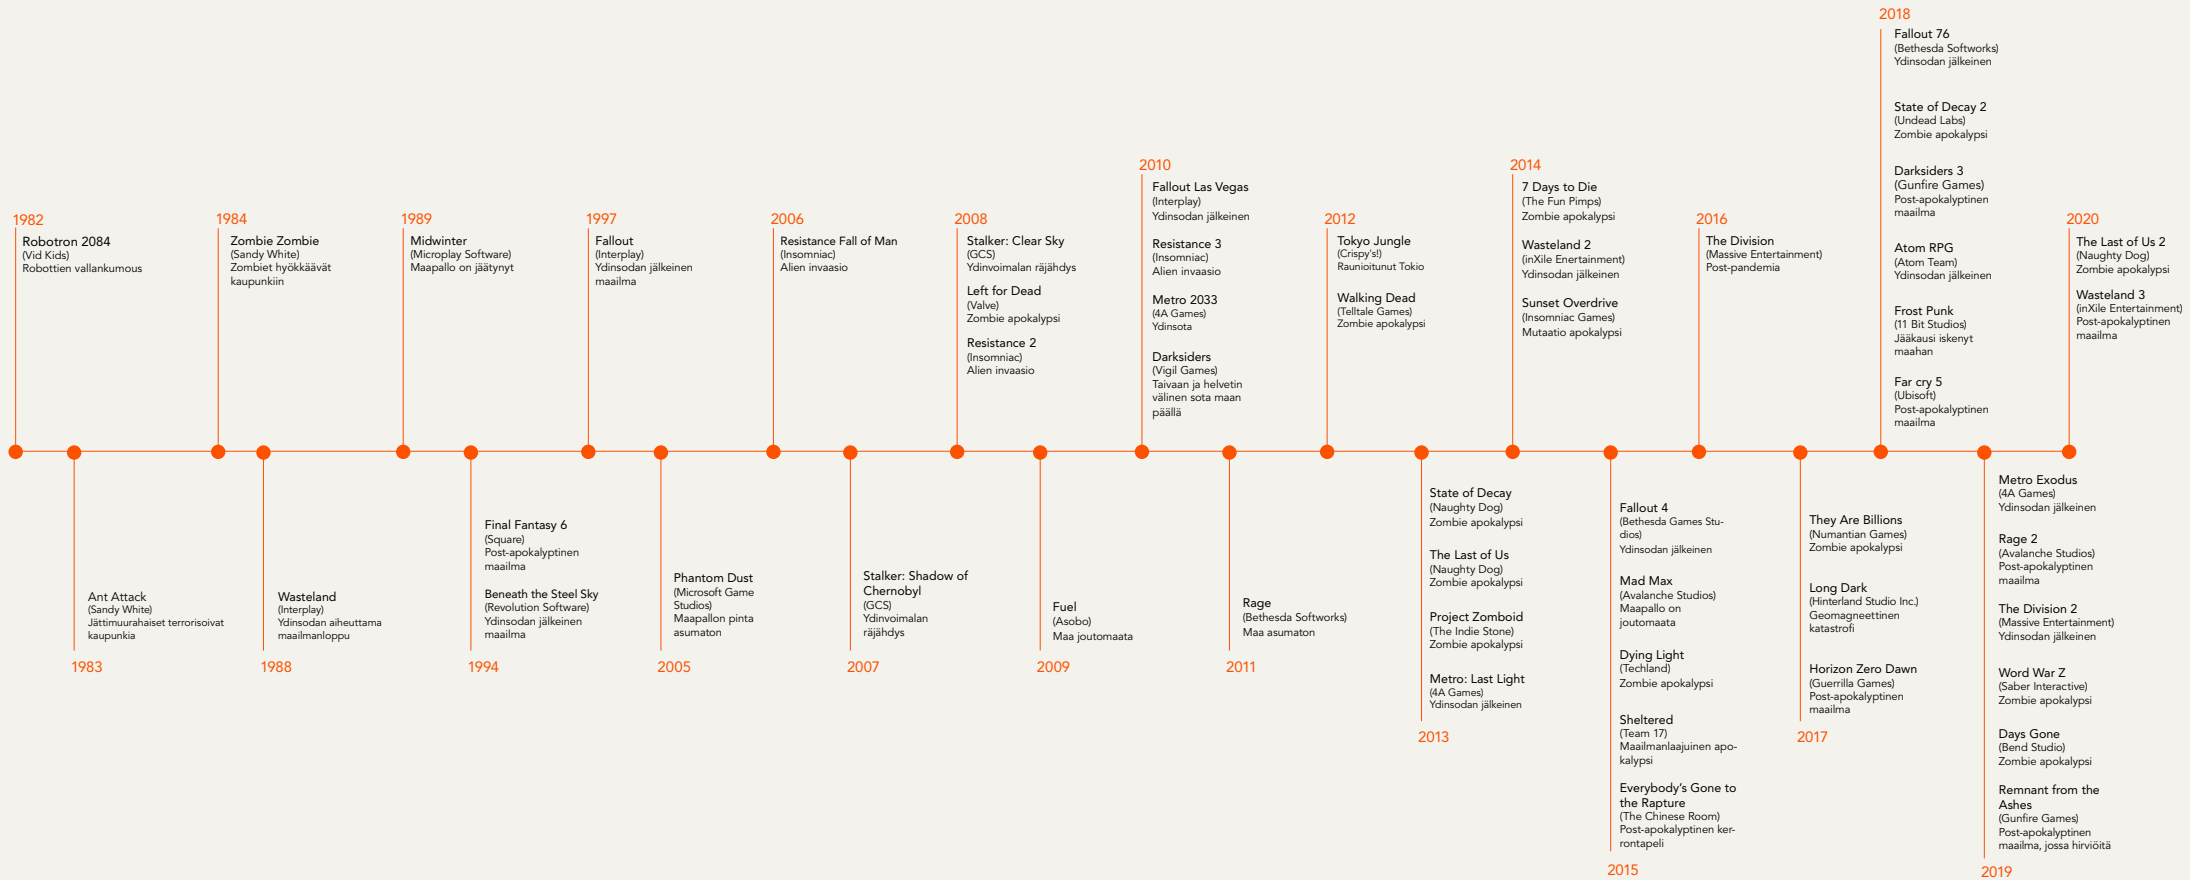 1982
Robotron 2084
(Vid Kids)
Robottien vallankumous
1983
Ant Attack
(Sandy White)
Jättimuurahaiset terrorisoivat
kaupunkia
1984
Zombie Zombie
(Sandy White)
Zombiet hyökkäävät
kaupunkiin
1988
Wasteland
(Interplay)
Ydinsodan aiheuttama
maailmanloppu
1989
Midwinter
(Microplay Software)
Maapallo on jäätynyt
1994
Final Fantasy 6
(Square)
Post-apokalyptinen
maailma
Beneath the Steel Sky
(Revolution Software)
Ydinsodan jälkeinen
maailma
1997
Fallout
(Interplay)
Ydinsodan jälkeinen
maailma
2005
Phantom Dust
(Microsoft Game
Studios)
Maapallon pinta
asumaton
2006
Resistance Fall of Man
(Insomniac)
Alien invaasio
2007
Stalker: Shadow of
Chernobyl
(GCS)
Ydinvoimalan
räjähdys
2008
Stalker: Clear Sky
(GCS)
Ydinvoimalan räjähdys
Left for Dead
(Valve)
Zombie apokalypsi
Resistance 2
(Insomniac)
Alien invaasio
2009
Fuel
(Asobo)
Maa joutomaata
2010
Fallout Las Vegas
(Interplay)
Ydinsodan jälkeinen
Resistance 3
(Insomniac)
Alien invaasio
Metro 2033
(4A Games)
Ydinsota
Darksiders
(Vigil Games)
Taivaan ja helvetin
välinen sota maan
päällä
2011
Rage
(Bethesda Softworks)
Maa asumaton
2012
Tokyo Jungle
(Crispy's!)
Raunioitunut Tokio
Walking Dead
(Telltale Games)
Zombie apokalypsi
2013
State of Decay
(Naughty Dog)
Zombie apokalypsi
The Last of Us
(Naughty Dog)
Zombie apokalypsi
Project Zomboid
(The Indie Stone)
Zombie apokalypsi
Metro: Last Light
(4A Games)
Ydinsodan jälkeinen
2014
7 Days to Die
(The Fun Pimps)
Zombie apokalypsi
Wasteland 2
(inXile Enertainment)
Ydinsodan jälkeinen
Sunset Overdrive
(Insomniac Games)
Mutaatio apokalypsi
2015
Fallout 4
(Bethesda Games Stu-
dios)
Ydinsodan jälkeinen
Mad Max
(Avalanche Studios)
Maapallo on
joutomaata
Dying Light
(Techland)
Zombie apokalypsi
Sheltered
(Team 17)
Maailmanlaajuinen apo-
kalypsi
Everybody's Gone to
the Rapture
(The Chinese Room)
Post-apokalyptinen ker-
rontapeli
2016
The Division
(Massive Entertainment)
Post-pandemia
2017
They Are Billions
(Numantian Games)
Zombie apokalypsi
Long Dark
(Hinterland Studio Inc.)
Geomagneettinen
katastrofi
Horizon Zero Dawn
(Guerrilla Games)
Post-apokalyptinen
maailma
2018
Fallout 76
(Bethesda Softworks)
Ydinsodan jälkeinen
State of Decay 2
(Undead Labs)
Zombie apokalypsi
Darksiders 3
(Gunfire Games)
Post-apokalyptinen
maailma
Atom RPG
(Atom Team)
Ydinsodan jälkeinen
Frost Punk
(11 Bit Studios)
Jääkausi iskenyt
maahan
Far cry 5
(Ubisoft)
Post-apokalyptinen
maailma
2019
Metro Exodus
(4A Games)
Ydinsodan jälkeinen
Rage 2
(Avalanche Studios)
Post-apokalyptinen
maailma
The Division 2
(Massive Entertainment)
Ydinsodan jälkeinen
Word War Z
(Saber Interactive)
Zombie apokalypsi
Days Gone
(Bend Studio)
Zombie apokalypsi
Remnant from the
Ashes
(Gunfire Games)
Post-apokalyptinen
maailma, jossa hirviöitä
2020
The Last of Us 2
(Naughty Dog)
Zombie apokalypsi
Wasteland 3
(inXile Entertainment)
Post-apokalyptinen
maailma